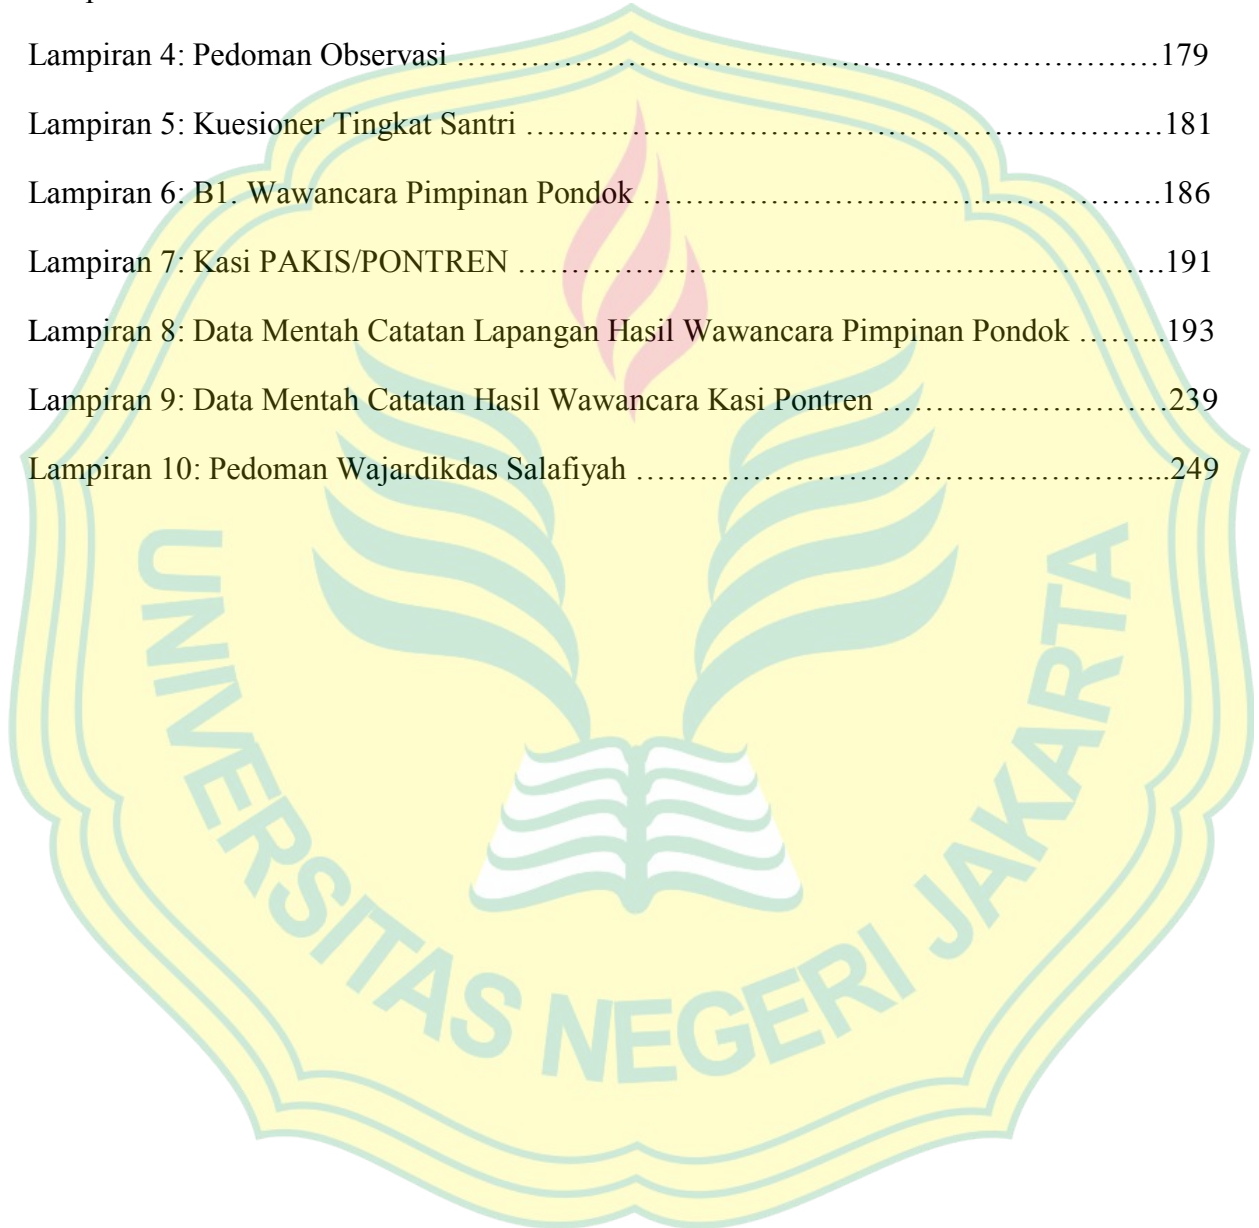 Lampiran 4: Pedoman Observasi ……………………………………………………………179
Lampiran 5: Kuesioner Tingkat Santri ………………………………………………………181
Lampiran 6: B1. Wawancara Pimpinan Pondok …………………………………………….186
Lampiran 7: Kasi PAKIS/PONTREN ……………………………………………………….191
Lampiran 8: Data Mentah Catatan Lapangan Hasil Wawancara Pimpinan Pondok ……...193
Lampiran 9: Data Mentah Catatan Hasil Wawancara Kasi Pontren ………………………239
Lampiran 10: Pedoman Wajardikdas Salafiyah ……………………………………………...249
UNIVERSITAS NEGERI JAKARTA